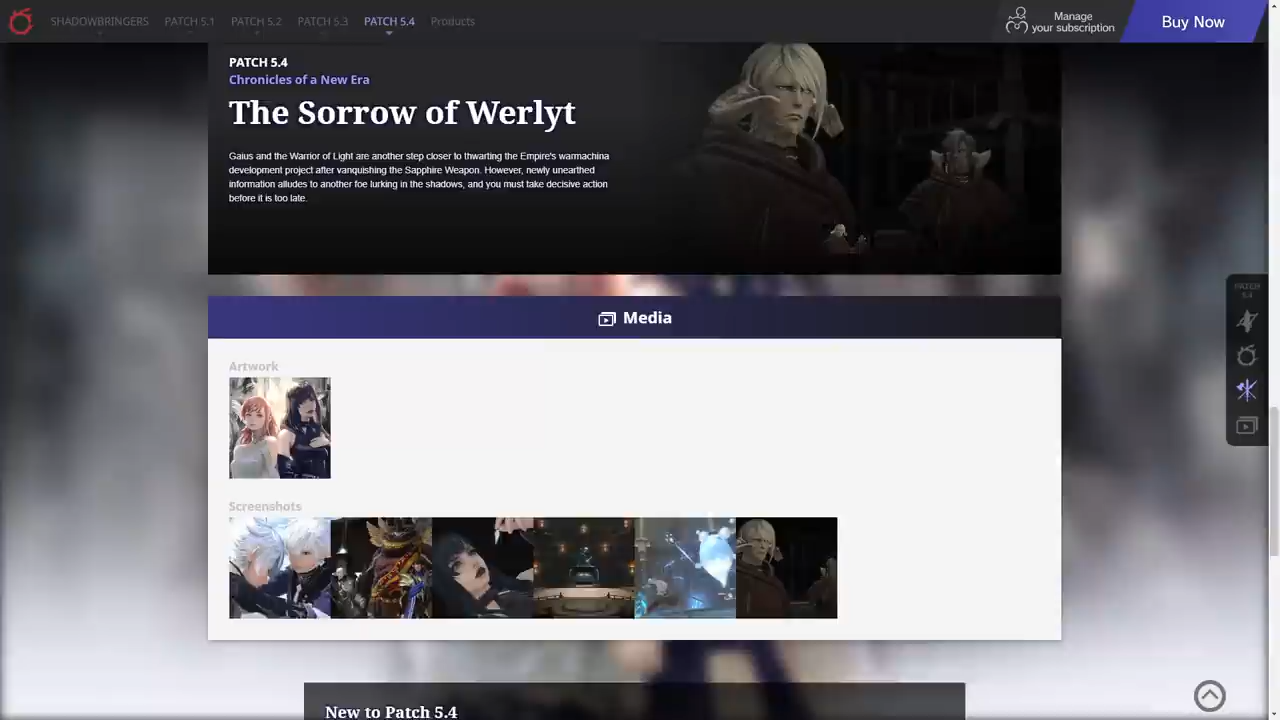 SHADOWBRINGERS PATCH 5.1 PATCH 5.2 PATCH 5.3 PATCH 5.4 Products
Manage
your subscription
Buy Now
PATCH 5.4
Chronicles of a New Era
The Sorrow of Werlyt
Gaius and the Warrior of Light are another step closer to thwarting the Empire's warmachina
development project after vanquishing the Sapphire Weapon. However, newly unearthed
information alludes to another foe lurking in the shadows, and you must take decisive action
before it is too late.
PATCH
5.4
Media
Artwork
Screenshots
New to Patch 5.4